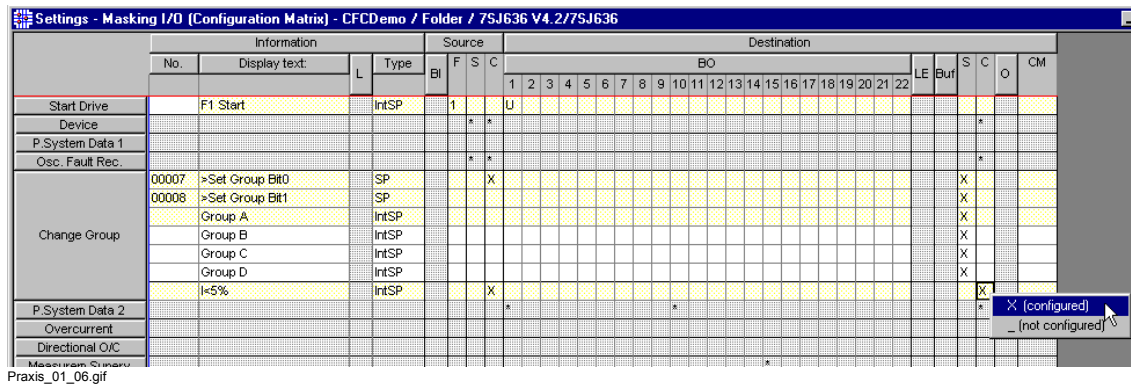 Settings - Masking I/O (Configuration Matrix) - CFCDemo / Folder / 7SJ636 V4.2/7SJ636
Information Source Destination
No. Display text: L Type BI F S C BO LE Buf S C O CM
1 2 3 4 5 6 7 8 9 10 11 12 13 14 15 16 17 18 19 20 21 22
Start Drive F1 Start IntSP 1 U
Device * * *
P.System Data 1
Osc. Fault Rec. * * *
Change Group
00007 >Set Group Bit0 SP X X
00008 >Set Group Bit1 SP X
Group A IntSP X
Group B IntSP X
Group C IntSP X
Group D IntSP X
I<5% IntSP X X
P.System Data 2 * * *
X (configured)
_ (not configured)
Overcurrent
Directional O/C
Measurem.Superv *
Praxis_01_06.gif